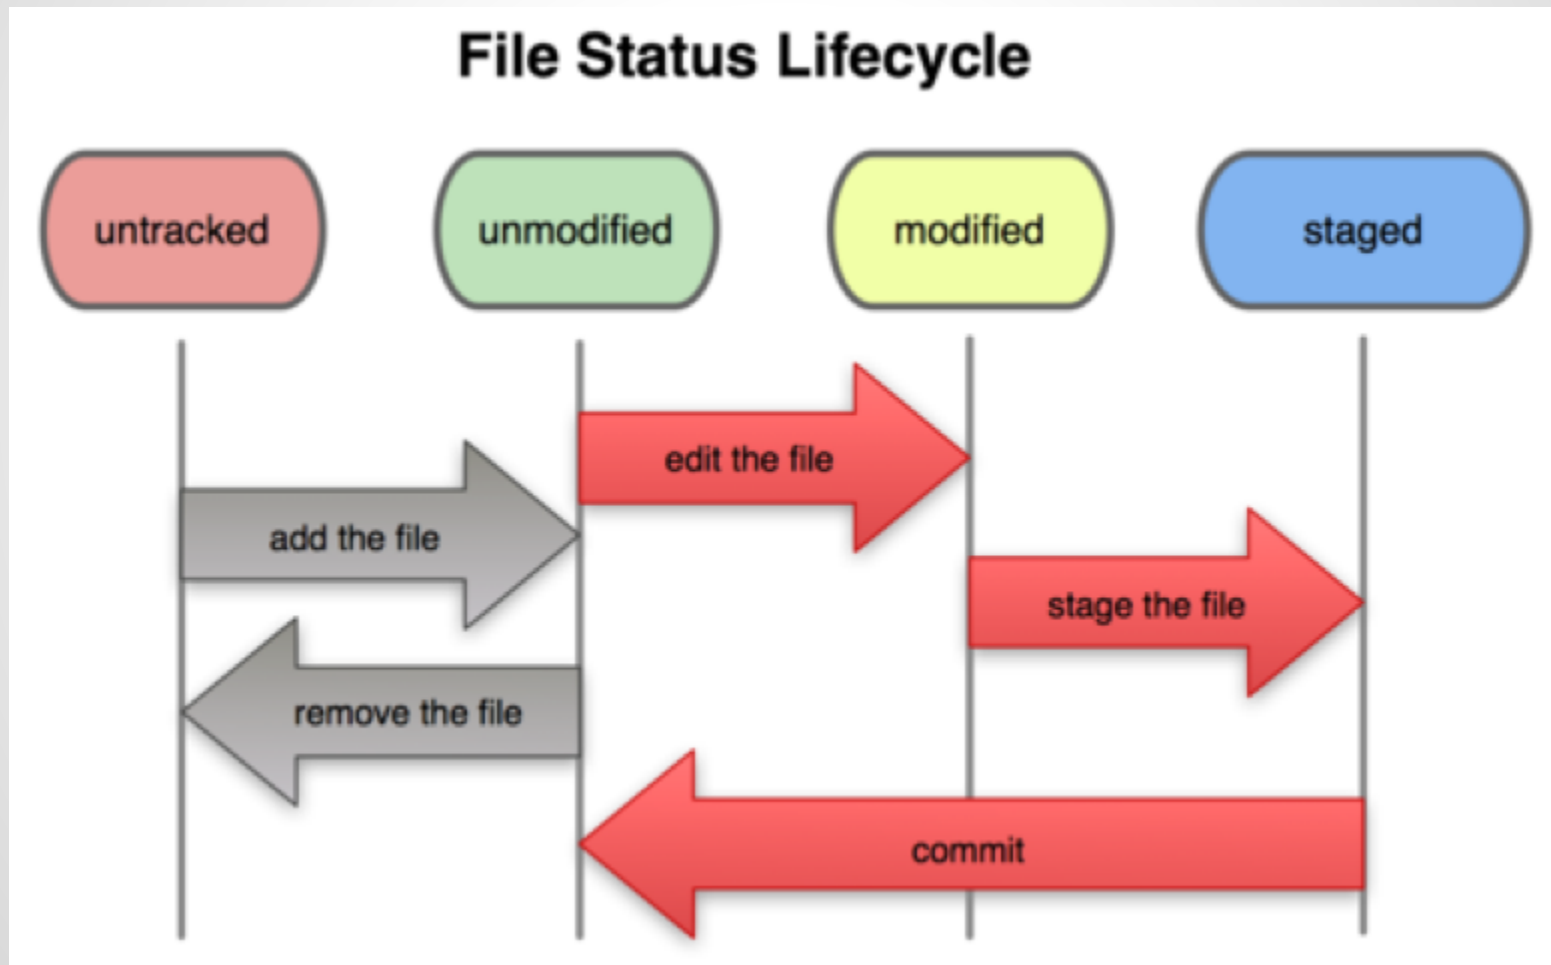 File Status Lifecycle
untracked
unmodified
modified
staged
edit the file
add the file
stage the file
remove the file
commit